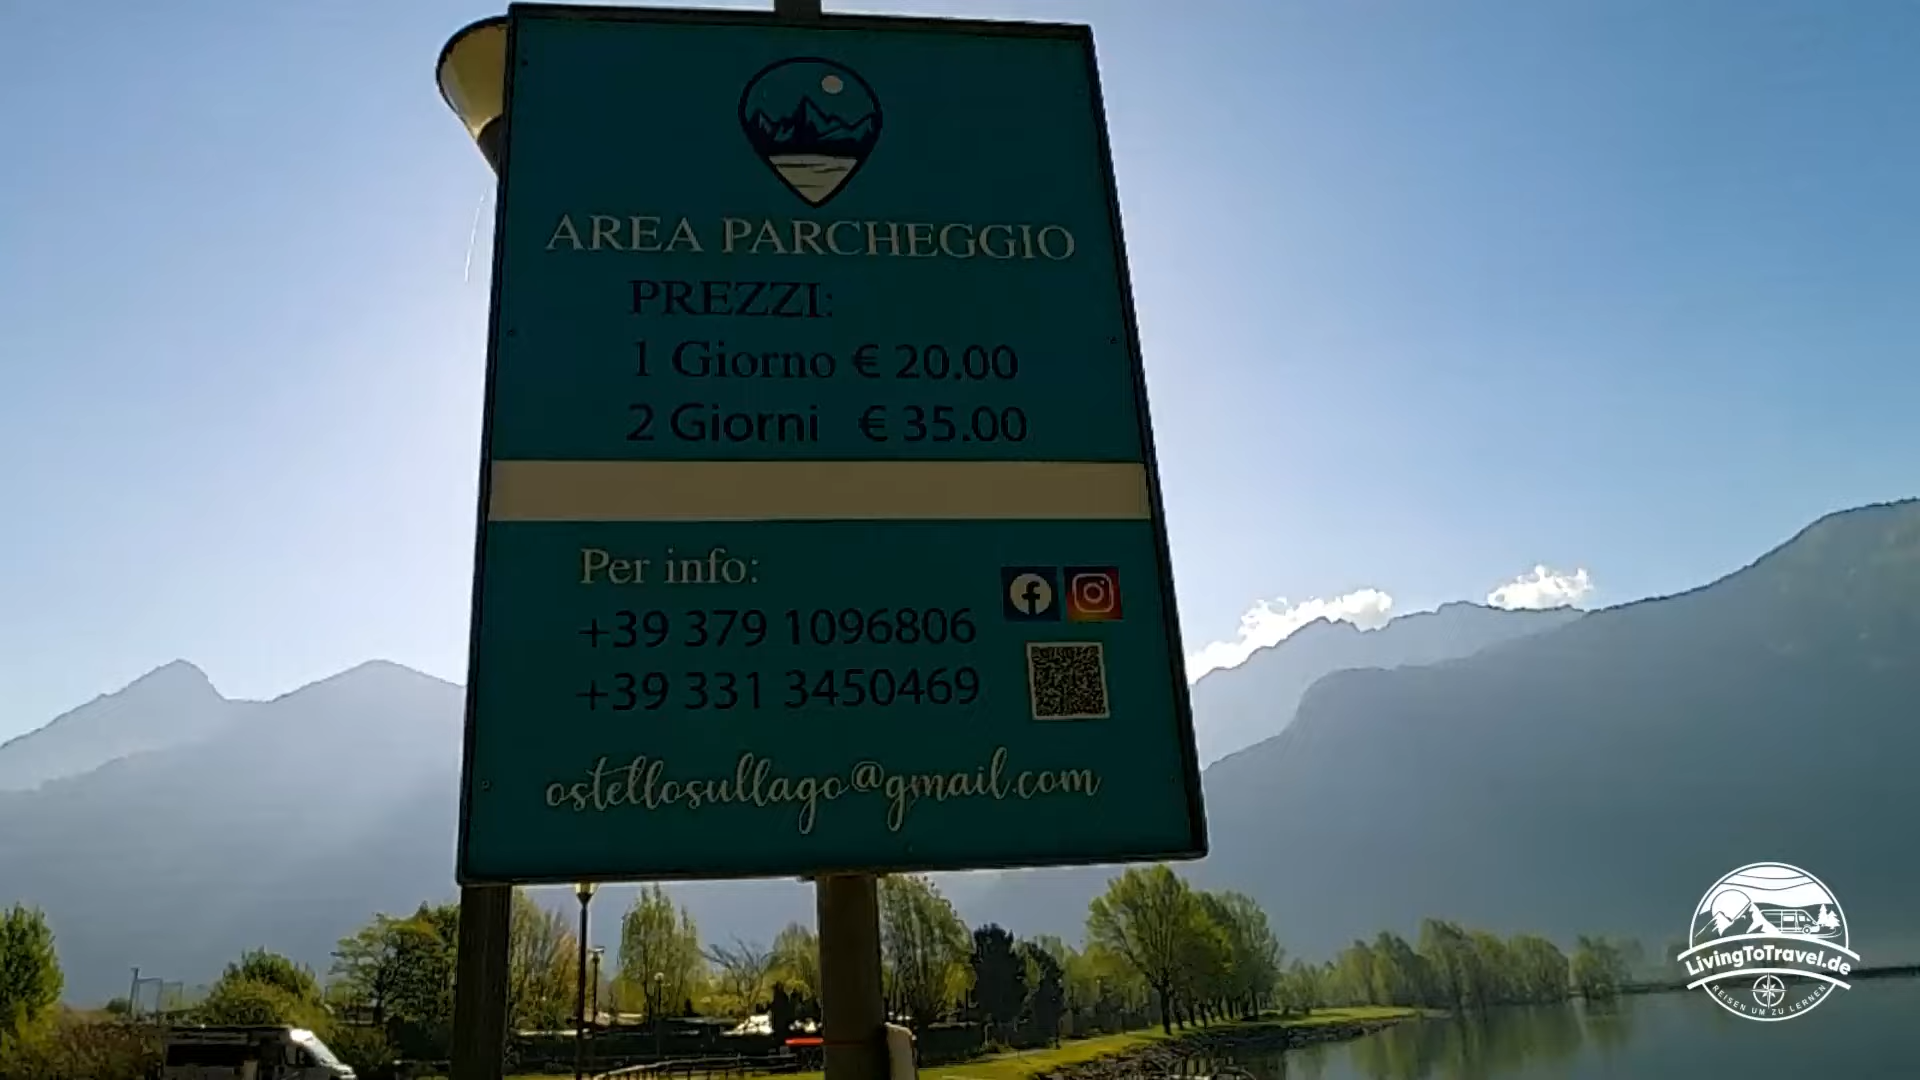 AREA PARCHEGGIO
PREZZI:
1 Giorno € 20.00
2 Giorni € 35.00
Per info:
+39 379 1096806
+39 331 3450469
ostellosullago@gmail.com
LivingToTravel.de
REISEN UM ZU LERNEN